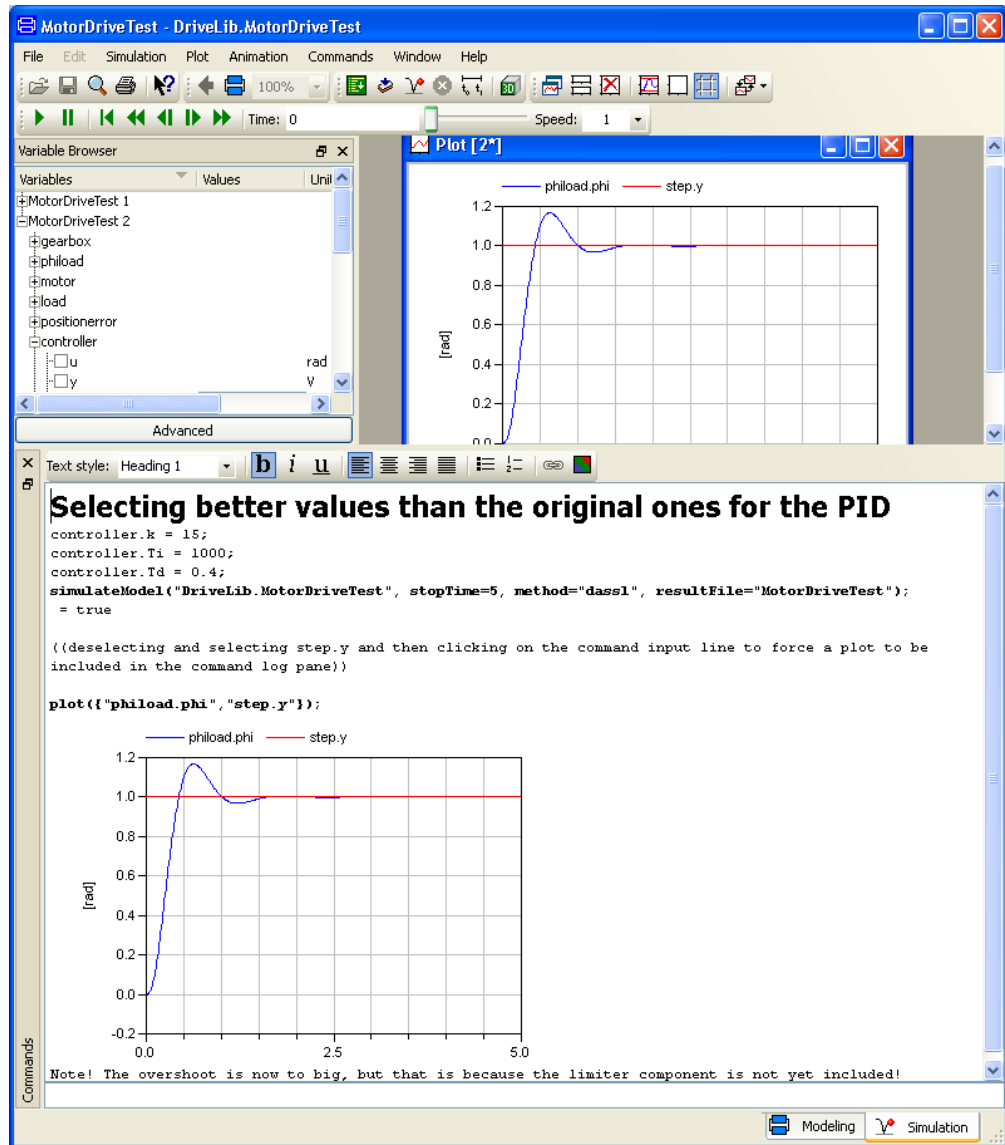 MotorDriveTest - DriveLib.MotorDriveTest
File Edit Simulation Plot Animation Commands Window Help
100%
3D
Time: 0 Speed: 1
Variable Browser
Variables Values Unit
MotorDriveTest 1
MotorDriveTest 2
gearbox
phiload
motor
load
positionerror
controller
u rad
y V
Advanced
Plot [2*]
phiload.phi step.y
1.2
1.0
0.8
0.6
0.4
0.2
0.0
[rad]
Text style: Heading 1 b i u
Selecting better values than the original ones for the PID
controller.k = 15;
controller.Ti = 1000;
controller.Td = 0.4;
simulateModel("DriveLib.MotorDriveTest", stopTime=5, method="dassl", resultFile="MotorDriveTest");
= true
((deselecting and selecting step.y and then clicking on the command input line to force a plot to be
included in the command log pane))
plot({"phiload.phi","step.y"});
phiload.phi step.y
1.2
1.0
0.8
0.6
0.4
0.2
0.0
-0.2
[rad]
0.0 2.5 5.0
Note! The overshoot is now to big, but that is because the limiter component is not yet included!
Commands
Modeling Simulation